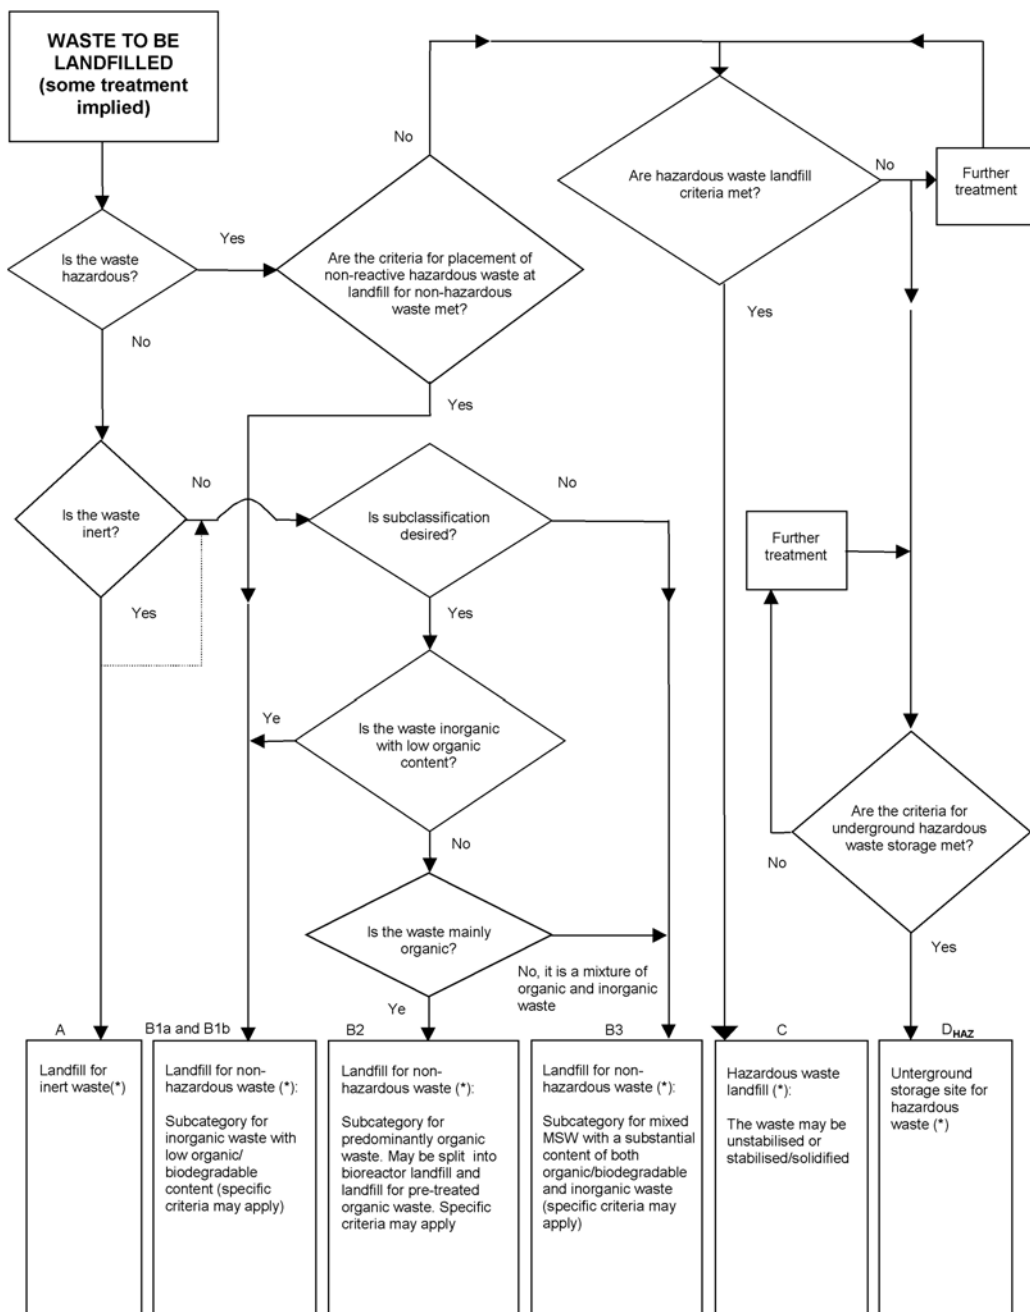 WASTE TO BE
LANDFILLED
(some treatment
implied)
No
Are hazardous waste landfill
criteria met?
No
Further
treatment
Is the waste
hazardous?
Yes
Are the criteria for placement of
non-reactive hazardous waste at
landfill for non-hazardous
waste met?
Yes
No
Yes
Is the waste
inert?
No
Is subclassification
desired?
No
Further
treatment
Yes
Yes
Ye
Is the waste inorganic
with low organic
content?
Are the criteria for
underground hazardous
waste storage met?
No
No
Is the waste mainly
organic?
No, it is a mixture of
organic and inorganic
waste
Yes
Ye
A
B1a and B1b
B2
B3
C
DHAZ
Landfill for
inert waste(*)
Landfill for non-
hazardous waste (*):
Subcategory for
inorganic waste with
low organic/
biodegradable
content (specific
criteria may apply)
Landfill for non-
hazardous waste (*):
Subcategory for
predominantly organic
waste. May be split into
bioreactor landfill and
landfill for pre-treated
organic waste. Specific
criteria may apply
Landfill for non-
hazardous waste (*):
Subcategory for mixed
MSW with a substantial
content of both
organic/biodegradable
and inorganic waste
(specific criteria may
apply)
Hazardous waste
landfill (*):
The waste may be
unstabilised or
stabilised/solidified
Unterground
storage site for
hazardous
waste (*)